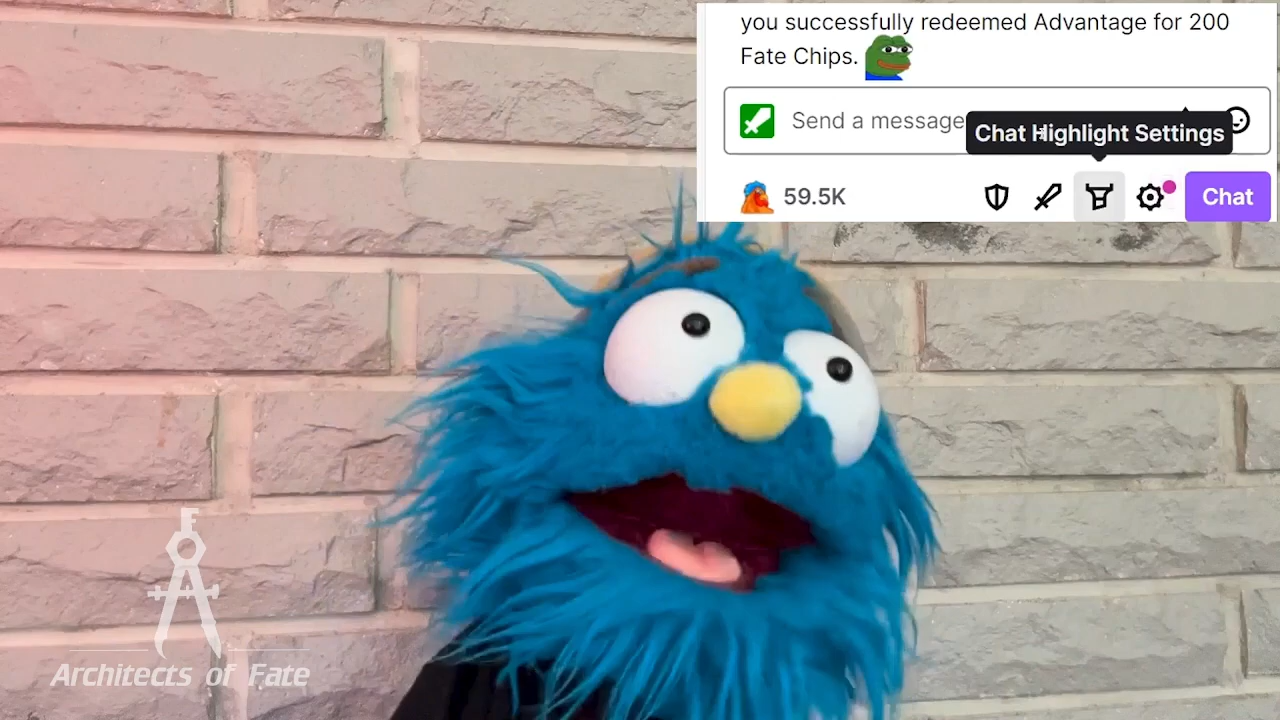 you successfully redeemed Advantage for 200
Fate Chips.
Send a message
Chat Highlight Settings
59.5K
Chat
Architects of Fate